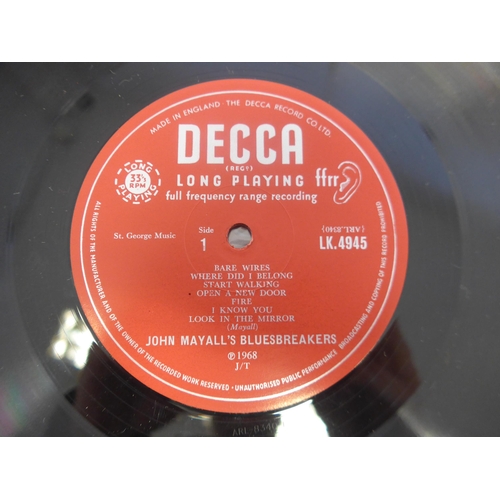 MADE IN ENGLAND · THE DECCA RECORD CO. LTD.
DECCA
(REGD)
LONG PLAYING
ffrr
full frequency range recording
LONG PLAYING
33⅓
RPM
St. George Music
Side
1
(ARL.8340)
LK.4945
BARE WIRES
WHERE DID I BELONG
START WALKING
OPEN A NEW DOOR
FIRE
I KNOW YOU
LOOK IN THE MIRROR
(Mayall)
JOHN MAYALL'S BLUESBREAKERS
℗1968
J/T
ALL RIGHTS OF THE MANUFACTURER AND OF THE OWNER OF THE RECORDED WORK RESERVED · UNAUTHORISED PUBLIC PERFORMANCE BROADCASTING AND COPYING OF THIS RECORD PROHIBITED